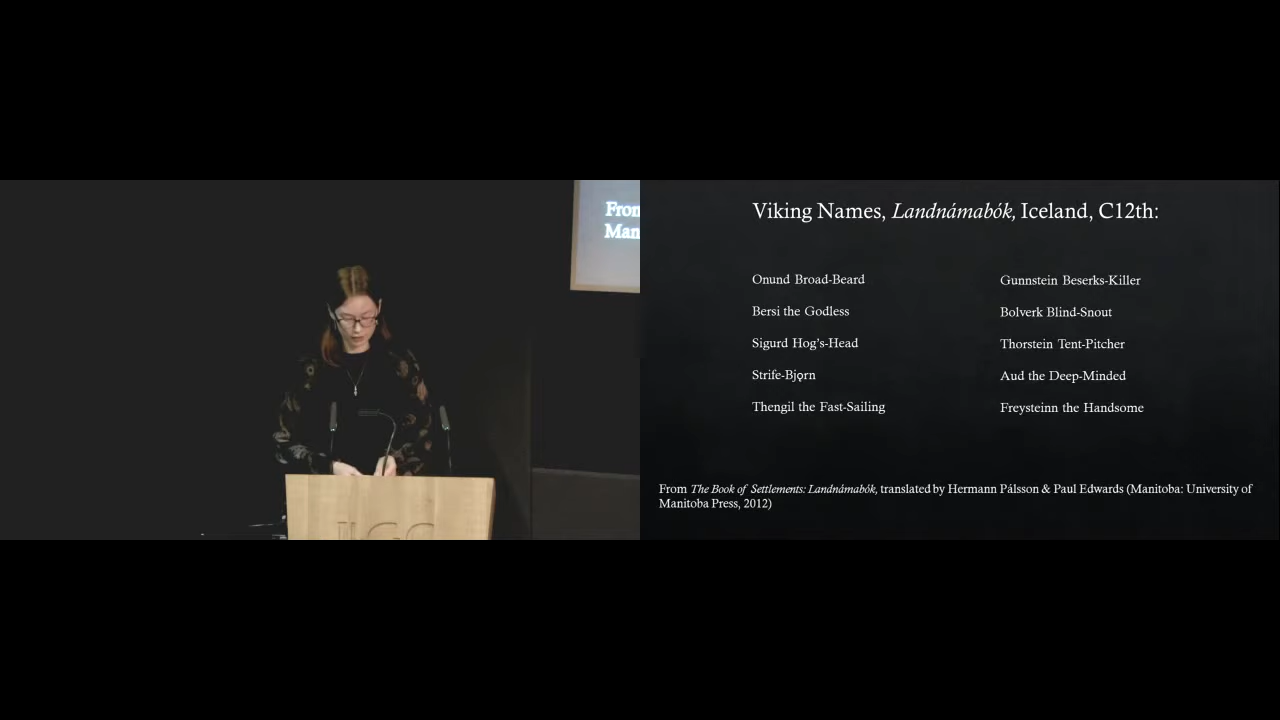 From
Man
Viking Names, Landnámabók, Iceland, C12th:
Onund Broad-Beard
Bersi the Godless
Sigurd Hog's-Head
Strife-Bjǫrn
Thengil the Fast-Sailing
Gunnstein Beserks-Killer
Bolverk Blind-Snout
Thorstein Tent-Pitcher
Aud the Deep-Minded
Freysteinn the Handsome
From The Book of Settlements: Landnámabók, translated by Hermann Pálsson & Paul Edwards (Manitoba: University of
Manitoba Press, 2012)